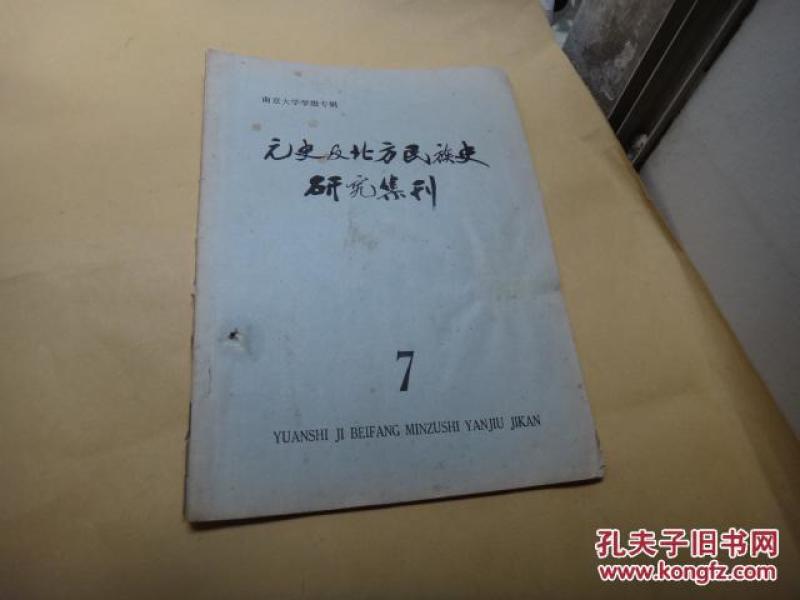 南京大学学报专辑
元史及北方民族史
研究集刊
7
YUANSHI JI BEIFANG MINZUSHI YANJIU JIKAN
孔夫子旧书网
www.kongfz.com